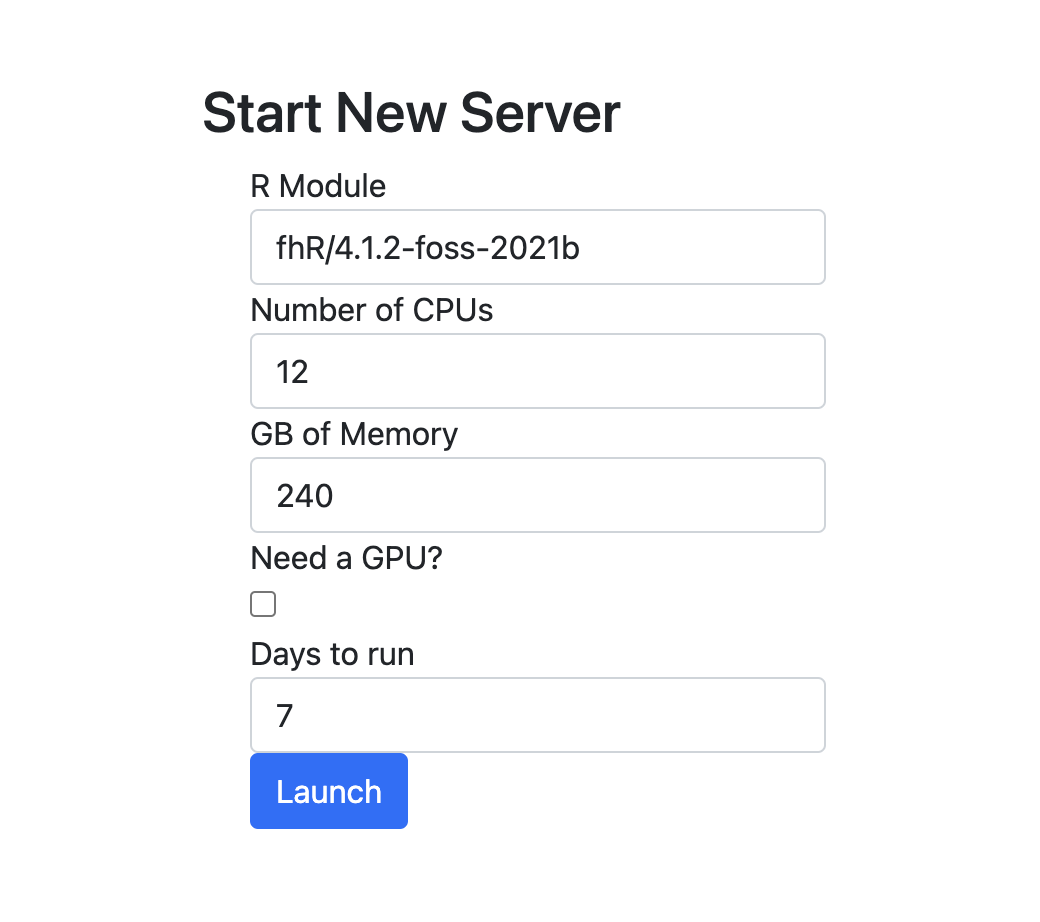 Start New Server
R Module
fhR/4.1.2-foss-2021b
Number of CPUs
12
GB of Memory
240
Need a GPU?
Days to run
7
Launch